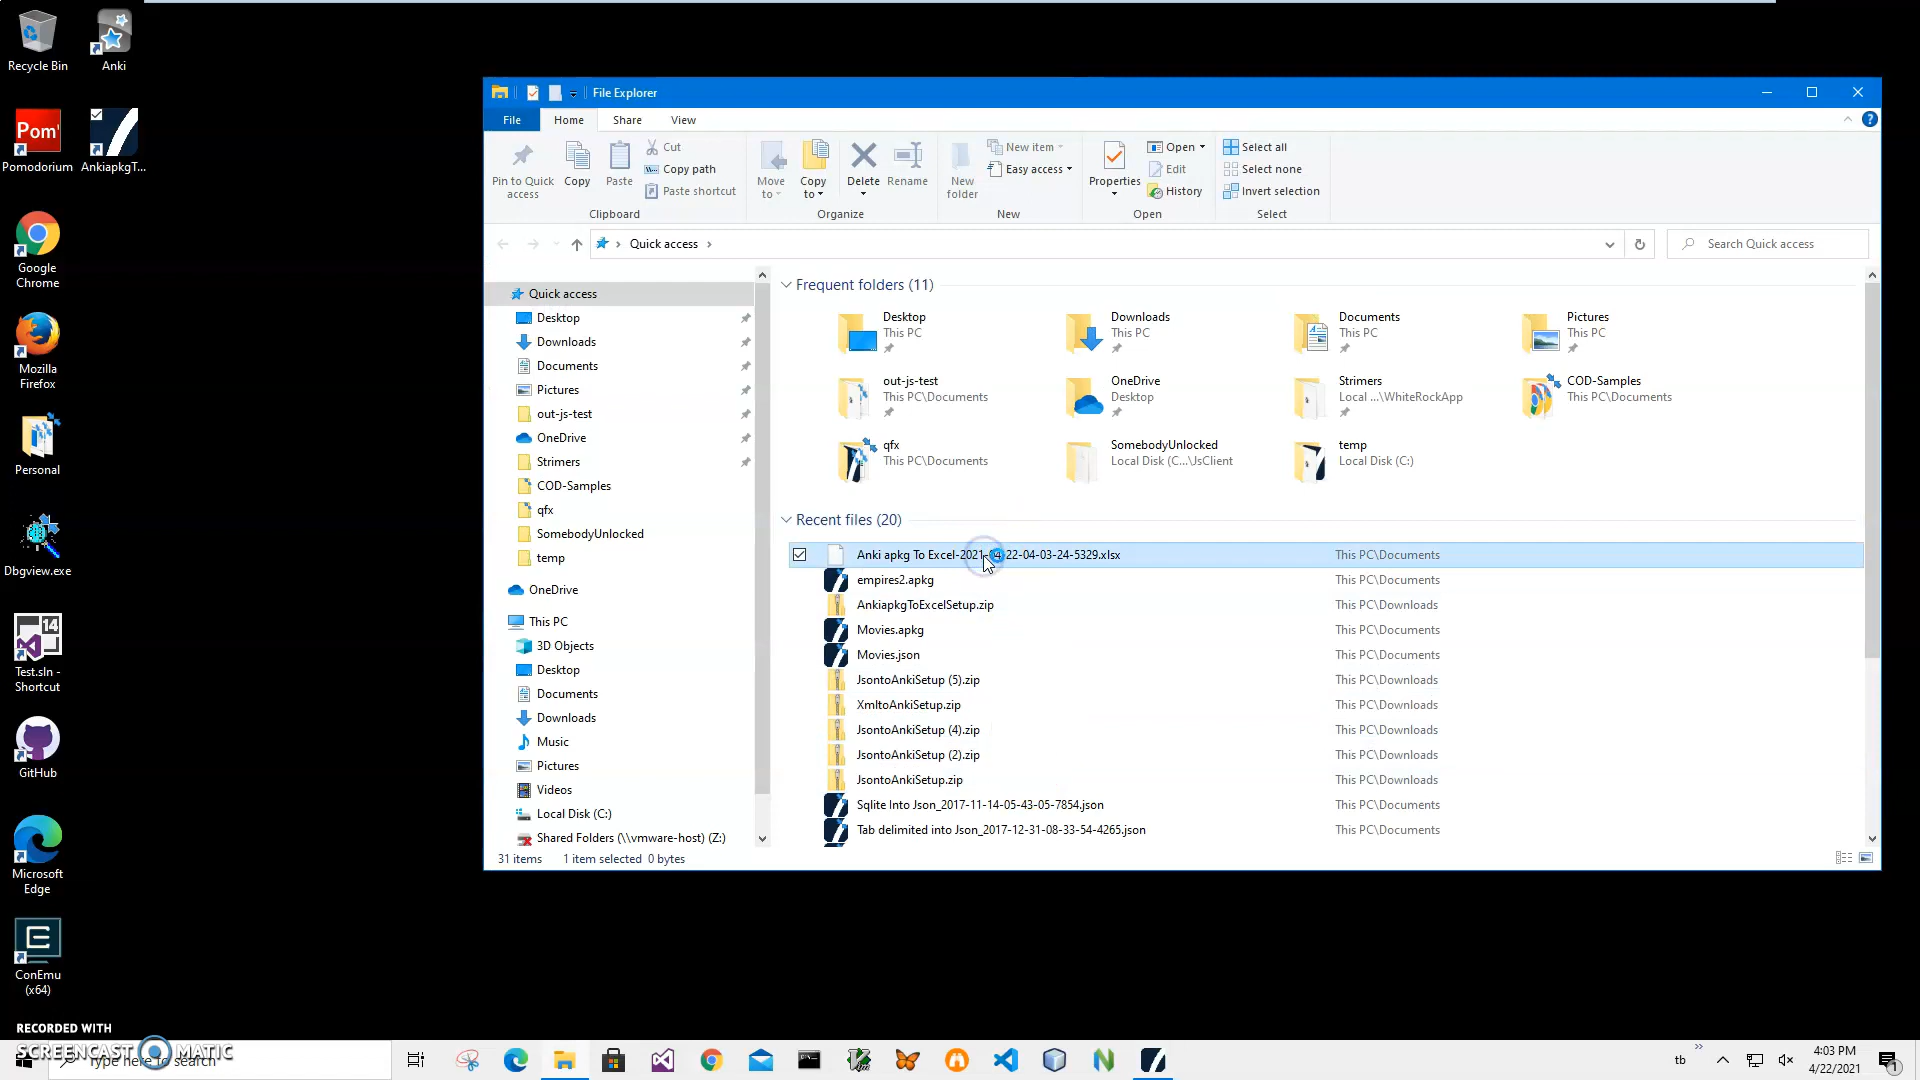 Recycle Bin
Anki
Pom'
Pomodorium
AnkiapkgT...
Google
Chrome
Mozilla
Firefox
Personal
Dbgview.exe
14
Test.sln -
Shortcut
GitHub
Microsoft
Edge
ConEmu
(x64)
File Explorer
File
Home
Share
View
Pin to Quick
access
Copy
Paste
Cut
Copy path
Paste shortcut
Clipboard
Move
to
Copy
to
Delete
Rename
Organize
New
folder
New item
Easy access
New
Properties
Open
Edit
History
Open
Select all
Select none
Invert selection
Select
Quick access
Search Quick access
Quick access
Desktop
Downloads
Documents
Pictures
out-js-test
OneDrive
Strimers
COD-Samples
qfx
SomebodyUnlocked
temp
OneDrive
This PC
3D Objects
Desktop
Documents
Downloads
Music
Pictures
Videos
Local Disk (C:)
Shared Folders (\\vmware-host) (Z:)
Frequent folders (11)
Desktop
This PC
Downloads
This PC
Documents
This PC
Pictures
This PC
out-js-test
This PC\Documents
OneDrive
Desktop
Strimers
Local ...\WhiteRockApp
COD-Samples
This PC\Documents
qfx
This PC\Documents
SomebodyUnlocked
Local Disk (C...\JsClient
temp
Local Disk (C:)
Recent files (20)
Anki apkg To Excel-2021-04-22-04-03-24-5329.xlsx This PC\Documents
empires2.apkg This PC\Documents
AnkiapkgToExcelSetup.zip This PC\Downloads
Movies.apkg This PC\Documents
Movies.json This PC\Documents
JsontoAnkiSetup (5).zip This PC\Downloads
XmltoAnkiSetup.zip This PC\Downloads
JsontoAnkiSetup (4).zip This PC\Downloads
JsontoAnkiSetup (2).zip This PC\Downloads
JsontoAnkiSetup.zip This PC\Downloads
Sqlite Into Json_2017-11-14-05-43-05-7854.json This PC\Documents
Tab delimited into Json_2017-12-31-08-33-54-4265.json This PC\Documents
31 items 1 item selected 0 bytes
RECORDED WITH
SCREENCAST MATIC
Type here to search
tb
4:03 PM
4/22/2021
1